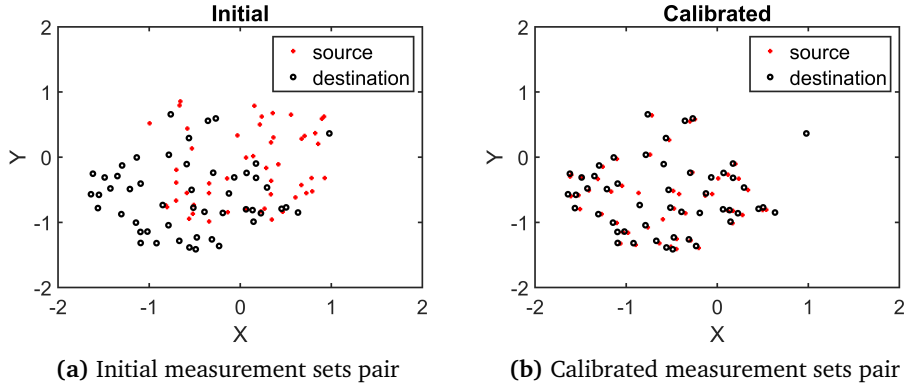 Initial
2
1
0
-1
-2
Y
-2 -1 0 1 2
X
source
destination
(a) Initial measurement sets pair
Calibrated
2
1
0
-1
-2
Y
-2 -1 0 1 2
X
source
destination
(b) Calibrated measurement sets pair